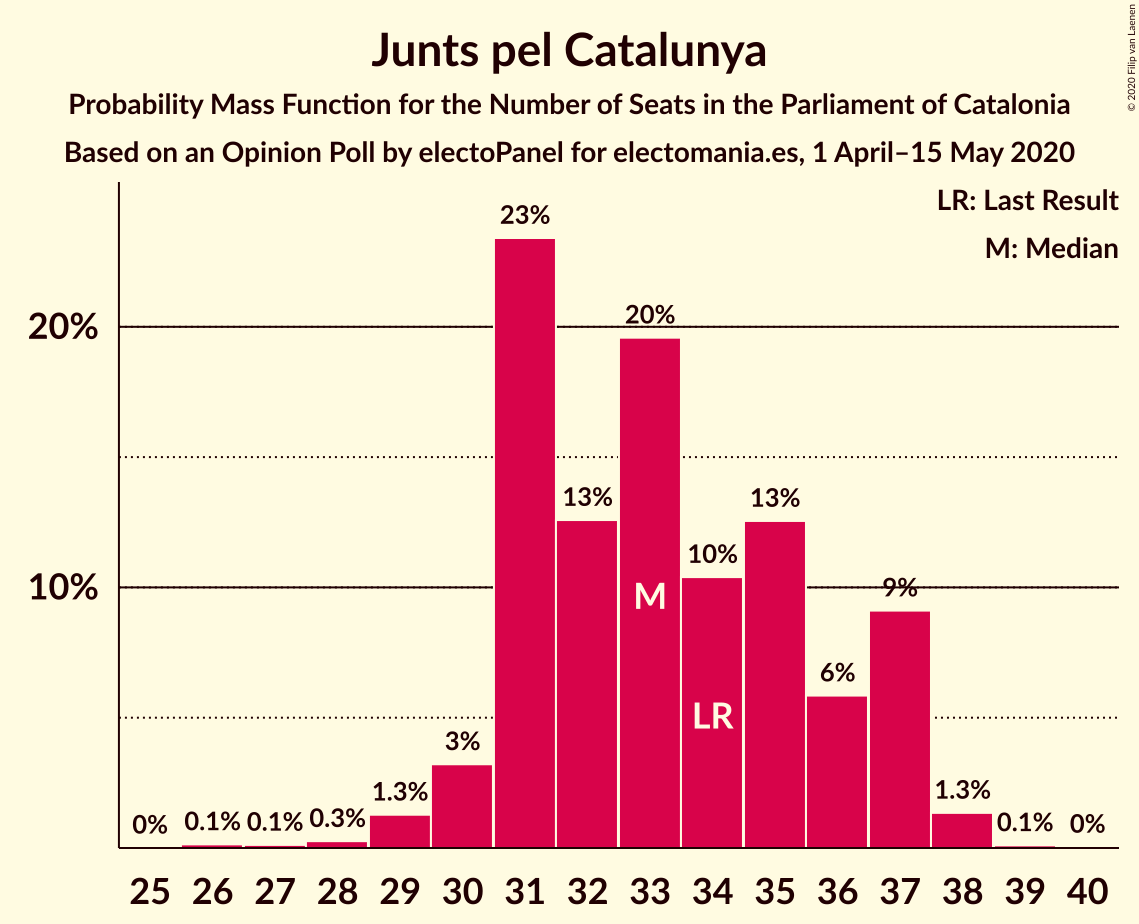 Junts pel Catalunya
Probability Mass Function for the Number of Seats in the Parliament of Catalonia
Based on an Opinion Poll by electoPanel for electomania.es, 1 April–15 May 2020
© 2020 Filip van Laenen
LR: Last Result
M: Median
20%
10%
0% 0.1% 0.1% 0.3% 1.3% 3% 23% 13% 20% 10% 13% 6% 9% 1.3% 0.1% 0%
M
LR
25 26 27 28 29 30 31 32 33 34 35 36 37 38 39 40